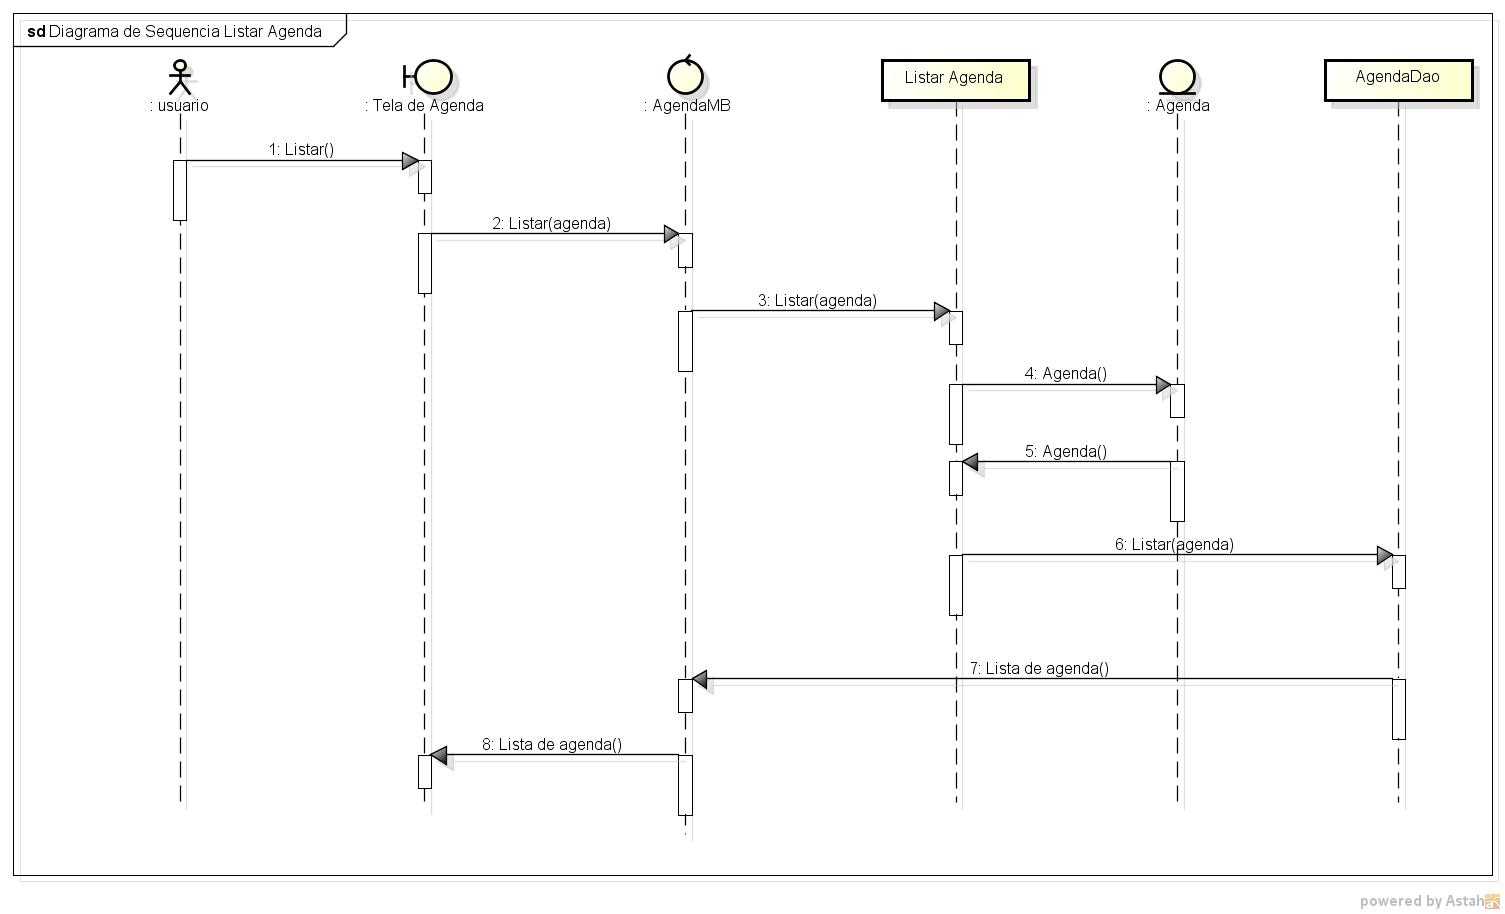 sd Diagrama de Sequencia Listar Agenda
: usuario
: Tela de Agenda
: AgendaMB
Listar Agenda
: Agenda
AgendaDao
1: Listar()
2: Listar(agenda)
3: Listar(agenda)
4: Agenda()
5: Agenda()
6: Listar(agenda)
7: Lista de agenda()
8: Lista de agenda()
powered by Astah